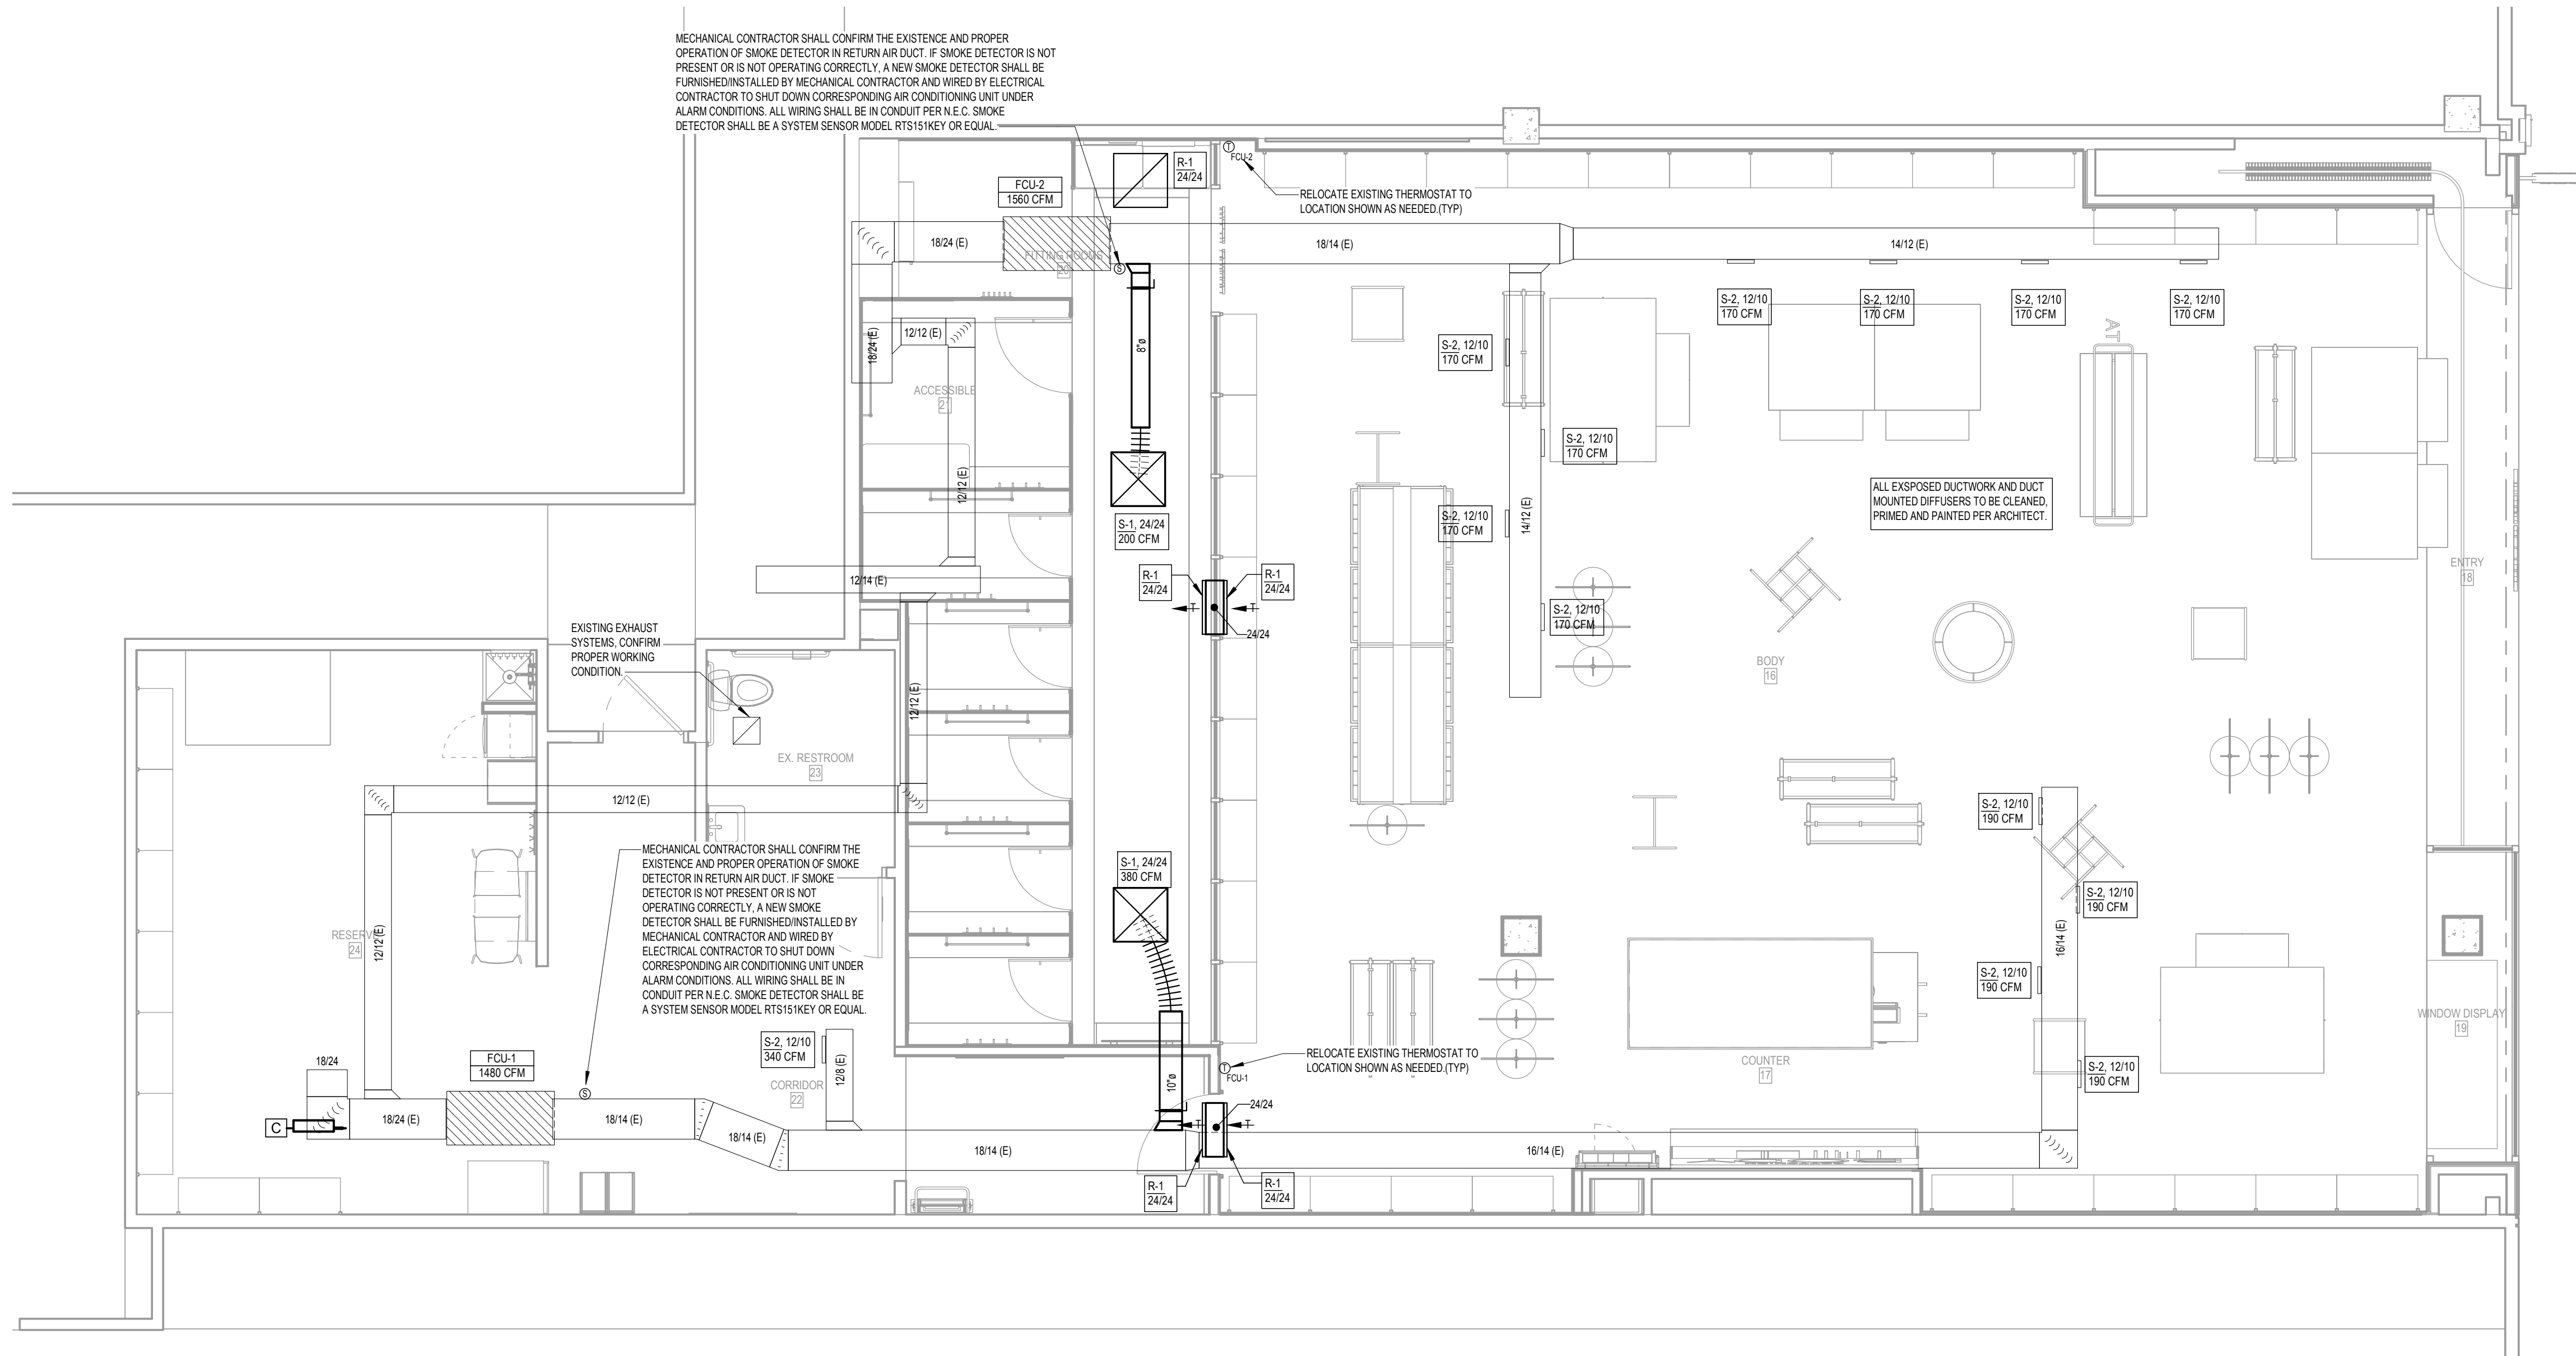 MECHANICAL CONTRACTOR SHALL CONFIRM THE EXISTENCE AND PROPER
OPERATION OF SMOKE DETECTOR IN RETURN AIR DUCT. IF SMOKE DETECTOR IS NOT
PRESENT OR IS NOT OPERATING CORRECTLY, A NEW SMOKE DETECTOR SHALL BE
FURNISHED/INSTALLED BY MECHANICAL CONTRACTOR AND WIRED BY ELECTRICAL
CONTRACTOR TO SHUT DOWN CORRESPONDING AIR CONDITIONING UNIT UNDER
ALARM CONDITIONS. ALL WIRING SHALL BE IN CONDUIT PER N.E.C. SMOKE
DETECTOR SHALL BE A SYSTEM SENSOR MODEL RTS151KEY OR EQUAL.
R-1
24/24
T
FCU-2
FCU-2
1560 CFM
RELOCATE EXISTING THERMOSTAT TO
LOCATION SHOWN AS NEEDED.(TYP)
18/24 (E)
FITTING ROOMS
20
S
18/14 (E)
14/12 (E)
S-2, 12/10
170 CFM
S-2, 12/10
170 CFM
S-2, 12/10
170 CFM
S-2, 12/10
170 CFM
18/24 (E)
12/12 (E)
8"ø
S-2, 12/10
170 CFM
AT
ACCESSIBLE
21
12/12 (E)
S-2, 12/10
170 CFM
S-1, 24/24
200 CFM
S-2, 12/10
170 CFM
14/12 (E)
ALL EXSPOSED DUCTWORK AND DUCT
MOUNTED DIFFUSERS TO BE CLEANED,
PRIMED AND PAINTED PER ARCHITECT.
12/14 (E)
R-1
24/24
R-1
24/24
T
T
24/24
S-2, 12/10
170 CFM
ENTRY
18
EXISTING EXHAUST
SYSTEMS, CONFIRM
PROPER WORKING
CONDITION.
BODY
16
12/12 (E)
EX. RESTROOM
23
12/12 (E)
S-2, 12/10
190 CFM
MECHANICAL CONTRACTOR SHALL CONFIRM THE
EXISTENCE AND PROPER OPERATION OF SMOKE
DETECTOR IN RETURN AIR DUCT. IF SMOKE
DETECTOR IS NOT PRESENT OR IS NOT
OPERATING CORRECTLY, A NEW SMOKE
DETECTOR SHALL BE FURNISHED/INSTALLED BY
MECHANICAL CONTRACTOR AND WIRED BY
ELECTRICAL CONTRACTOR TO SHUT DOWN
CORRESPONDING AIR CONDITIONING UNIT UNDER
ALARM CONDITIONS. ALL WIRING SHALL BE IN
CONDUIT PER N.E.C. SMOKE DETECTOR SHALL BE
A SYSTEM SENSOR MODEL RTS151KEY OR EQUAL.
S-1, 24/24
380 CFM
S-2, 12/10
190 CFM
RESERVE
24
12/12 (E)
16/14 (E)
S-2, 12/10
190 CFM
WINDOW DISPLAY
19
S-2, 12/10
340 CFM
12/8 (E)
18/24
FCU-1
1480 CFM
RELOCATE EXISTING THERMOSTAT TO
LOCATION SHOWN AS NEEDED.(TYP)
T
FCU-1
COUNTER
17
S-2, 12/10
190 CFM
CORRIDOR
22
10"ø
S
24/24
C
18/24 (E)
18/14 (E)
18/14 (E)
T
T
18/14 (E)
16/14 (E)
R-1
24/24
R-1
24/24